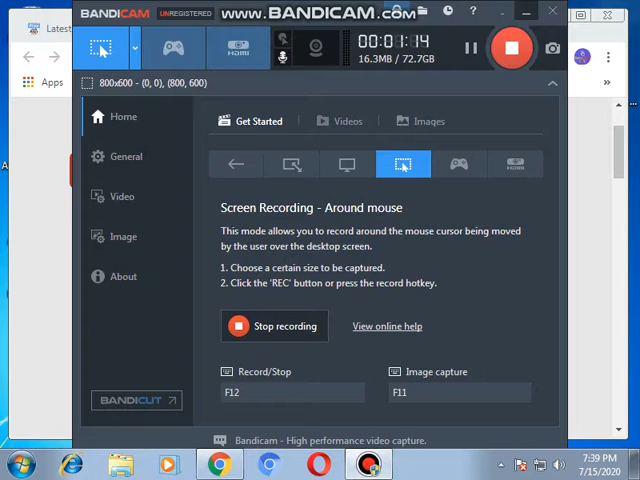 BANDICAM UNREGISTERED www.BANDICAM.com
HDMI
00:01:14
16.3MB / 72.7GB
Latest
Apps
»
800x600 - (0, 0), (800, 600)
Home
General
Video
Image
About
BANDICUT
Get Started
Videos
Images
HDMI
Screen Recording - Around mouse
This mode allows you to record around the mouse cursor being moved
by the user over the desktop screen.
1. Choose a certain size to be captured.
2. Click the 'REC' button or press the record hotkey.
Stop recording
View online help
Record/Stop
F12
Image capture
F11
Bandicam - High performance video capture.
7:39 PM
7/15/2020